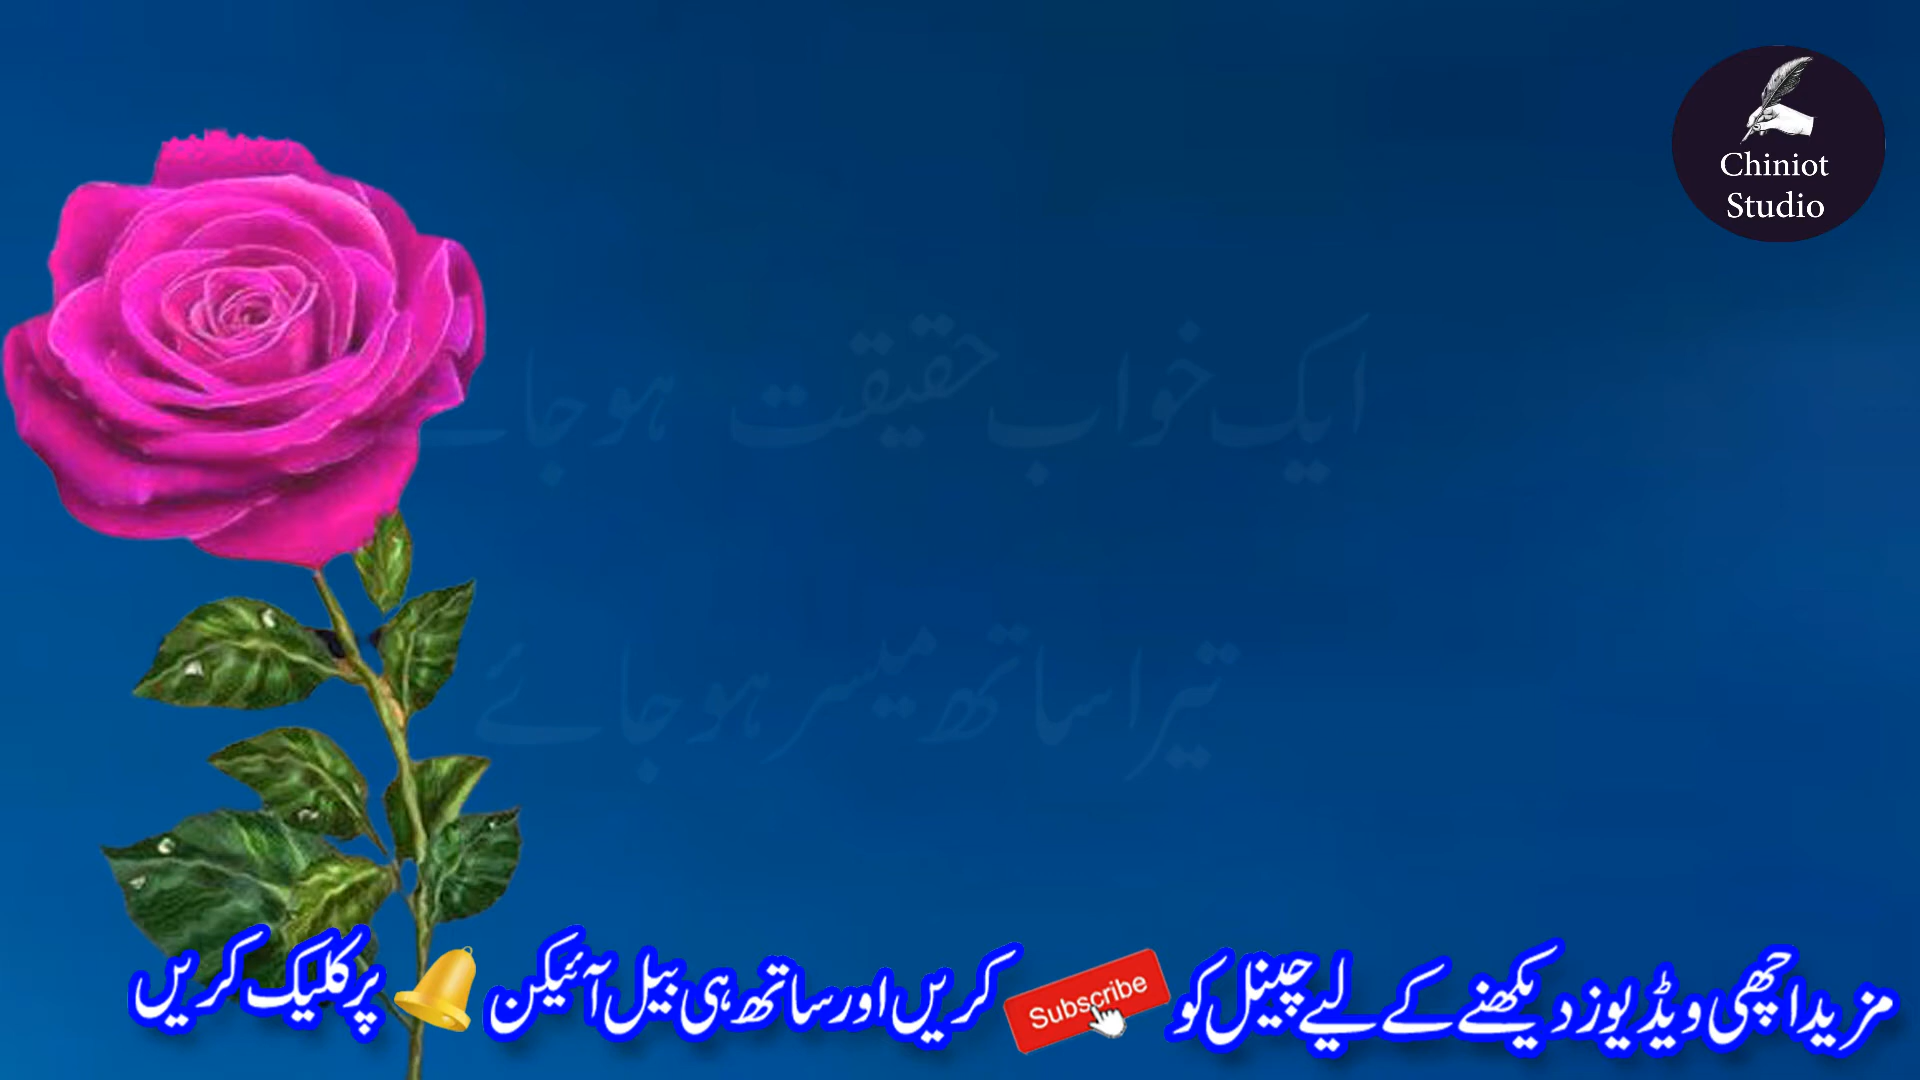 Chiniot
Studio
ایک خواب حقیقت ہو جائے
تیرا ساتھ میسر ہو جائے
مزید اچھی ویڈیوز دیکھنے کے لیے چینل کو Subscribe کریں اور ساتھ ہی بیل آئیکن پر کلیک کریں